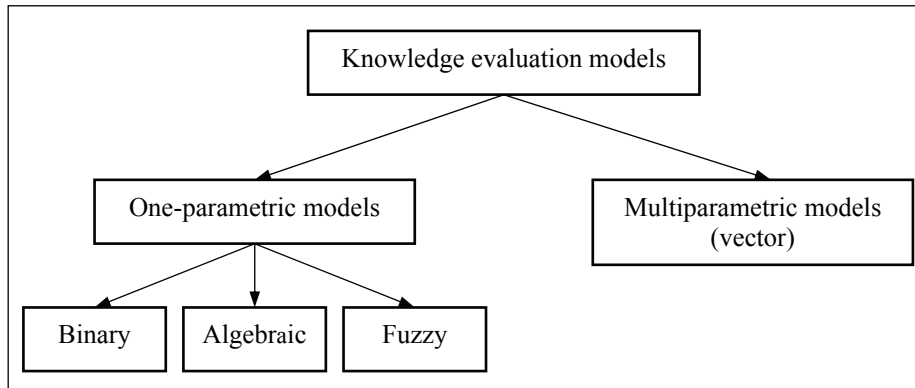 Knowledge evaluation models
One-parametric models
Multiparametric models
(vector)
Binary
Algebraic
Fuzzy